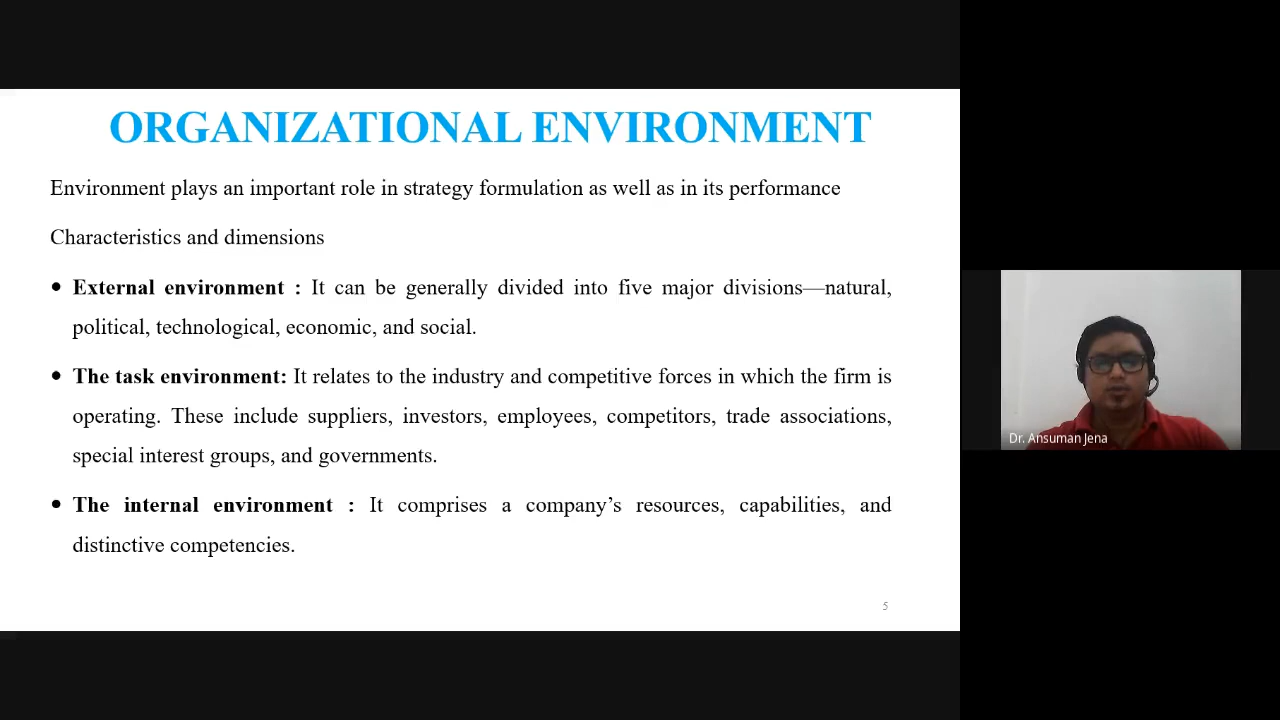 ORGANIZATIONAL ENVIRONMENT
Environment plays an important role in strategy formulation as well as in its performance
Characteristics and dimensions
• External environment : It can be generally divided into five major divisions—natural,
political, technological, economic, and social.
• The task environment: It relates to the industry and competitive forces in which the firm is
operating. These include suppliers, investors, employees, competitors, trade associations,
special interest groups, and governments.
• The internal environment : It comprises a company’s resources, capabilities, and
distinctive competencies.
5
Dr. Ansuman Jena